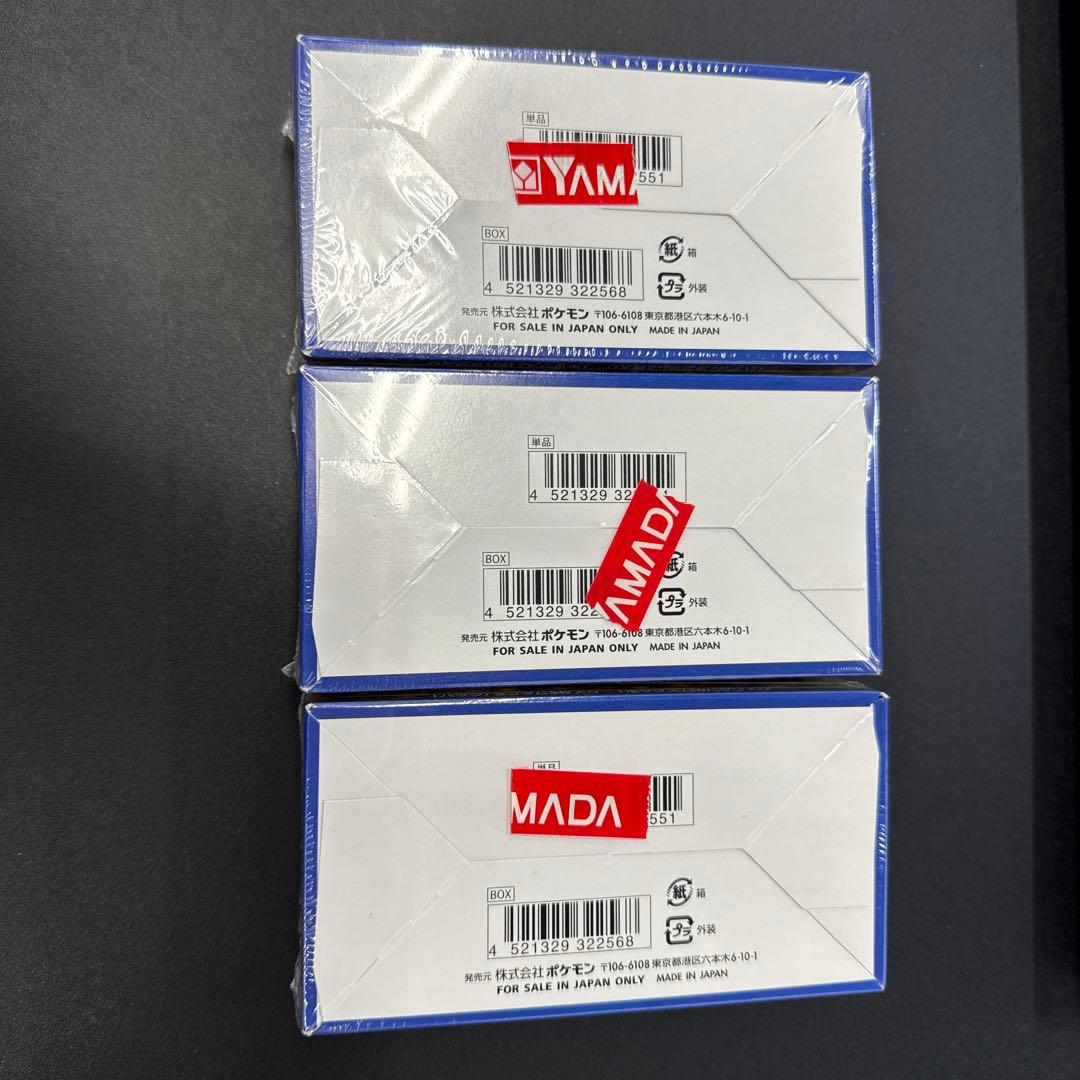 単品
YAMA
551
BOX
4 521329 322568
紙 箱
プラ 外装
発売元 株式会社 ポケモン 〒106-6108 東京都港区六本木6-10-1
FOR SALE IN JAPAN ONLY MADE IN JAPAN
単品
4 521329 32
AMADA
BOX
4 521329 322
紙 箱
プラ 外装
発売元 株式会社 ポケモン 〒106-6108 東京都港区六本木6-10-1
FOR SALE IN JAPAN ONLY MADE IN JAPAN
単品
MADA
551
BOX
4 521329 322568
紙 箱
プラ 外装
発売元 株式会社 ポケモン 〒106-6108 東京都港区六本木6-10-1
FOR SALE IN JAPAN ONLY MADE IN JAPAN